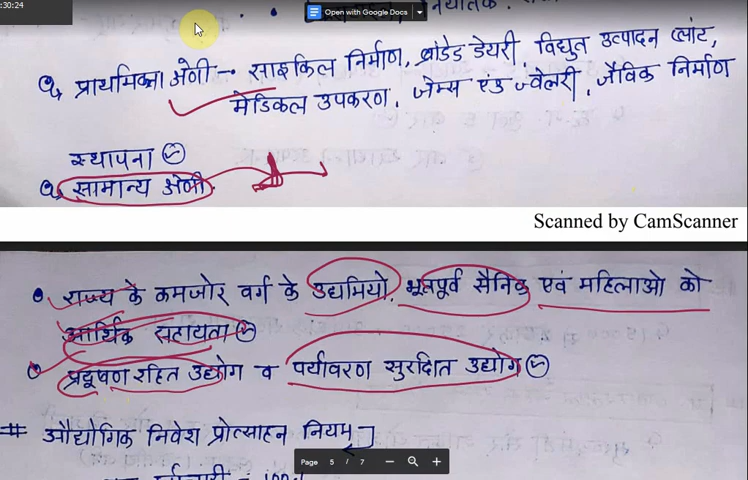 :30:24
Open with Google Docs
Q, प्राथमिकता श्रेणी → साइकिल निर्माण, ब्रांडेड डेयरी, विद्युत उत्पादन प्लांट,
मेडिकल उपकरण, जेम्स एंड ज्वेलरी, जैविक निर्माण
स्थापना
Q, सामान्य श्रेणी
Scanned by CamScanner
• राज्य के कमजोर वर्ग के उद्यमियो, भूतपूर्व सैनिक एवं महिलाओ को
आर्थिक सहायता
• प्रदूषण रहित उद्योग व पर्यावरण सुरक्षित उद्योग
# औद्योगिक निवेश प्रोत्साहन नियम
Page 5 / 7